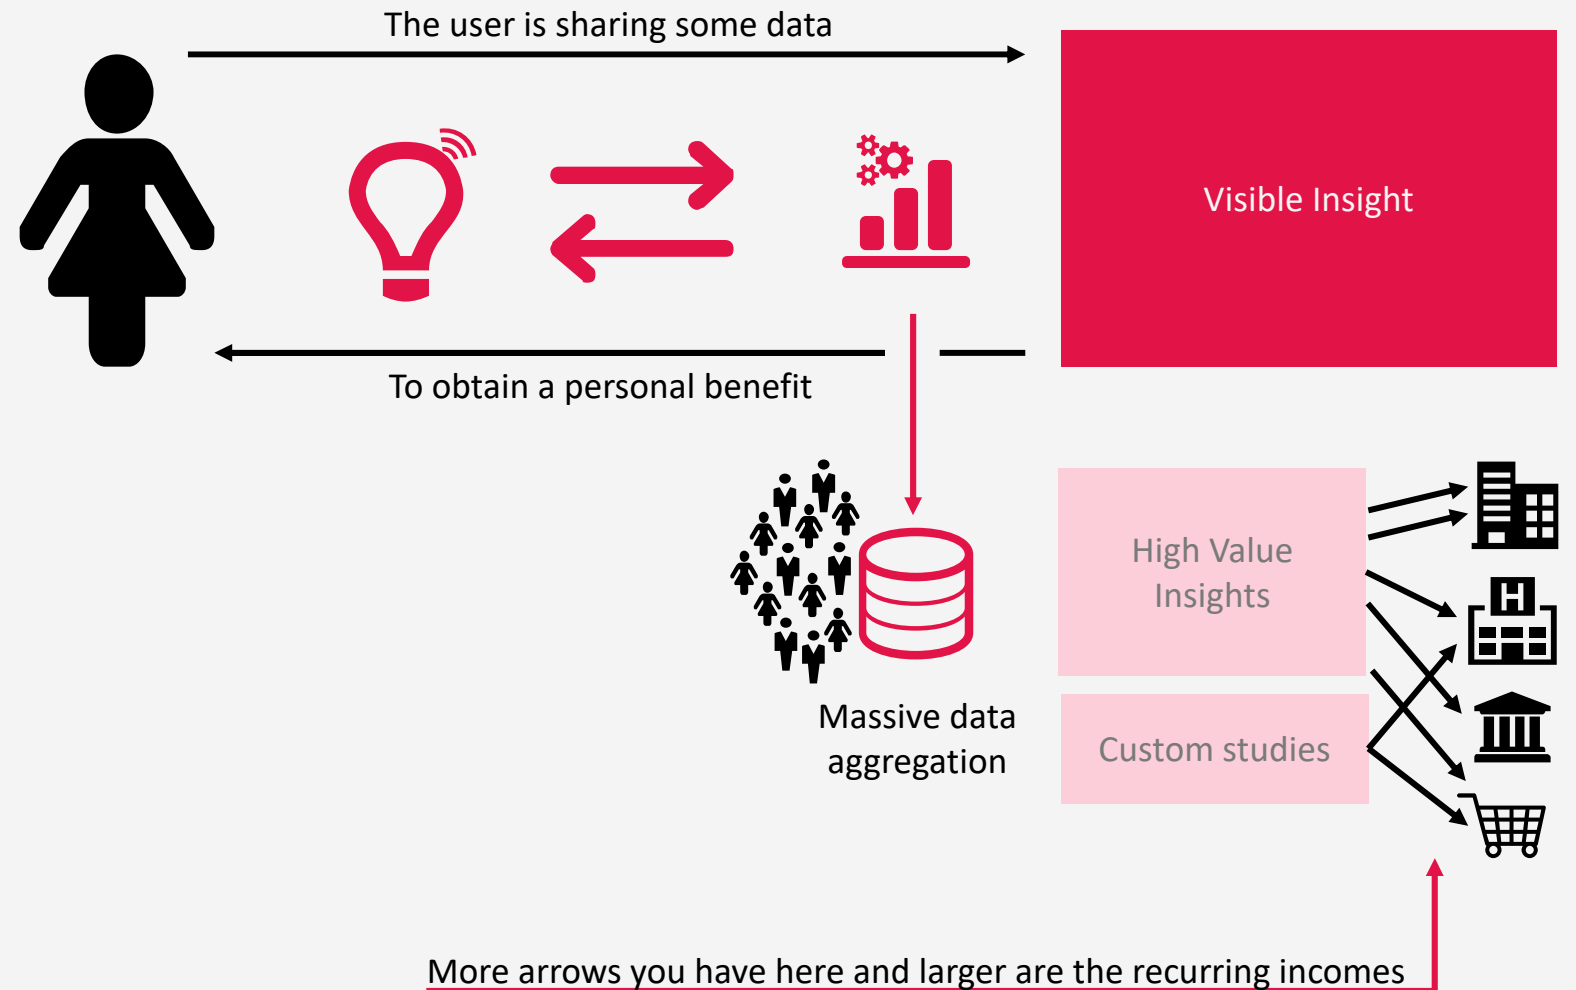 The user is sharing some data
Visible Insight
To obtain a personal benefit
High Value
Insights
H
Massive data
aggregation
Custom studies
More arrows you have here and larger are the recurring incomes